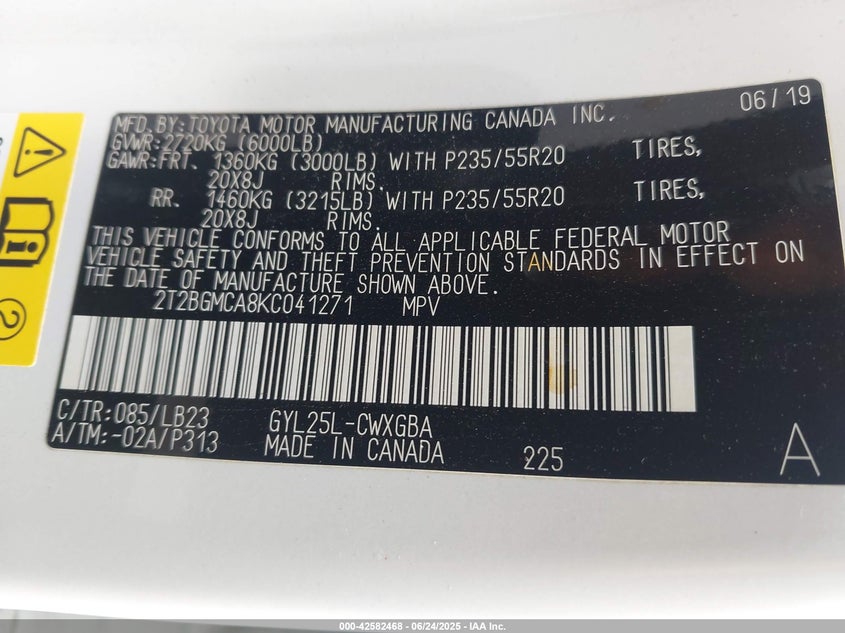 06/19
MFD.BY:TOYOTA MOTOR MANUFACTURING CANADA INC.
GVWR:2720KG (6000LB)
GAWR:FRT. 1360KG (3000LB) WITH P235/55R20 TIRES,
20X8J RIMS.
RR. 1460KG (3215LB) WITH P235/55R20 TIRES,
20X8J RIMS.
THIS VEHICLE CONFORMS TO ALL APPLICABLE FEDERAL MOTOR
VEHICLE SAFETY AND THEFT PREVENTION STANDARDS IN EFFECT ON
THE DATE OF MANUFACTURE SHOWN ABOVE.
2T2BGMCA8KC041271 MPV
C/TR:085/LB23 GYL25L-CWXGBA
A/TM:-02A/P313 MADE IN CANADA 225 A
2
000-42582468 - 06/24/2025 - IAA Inc.